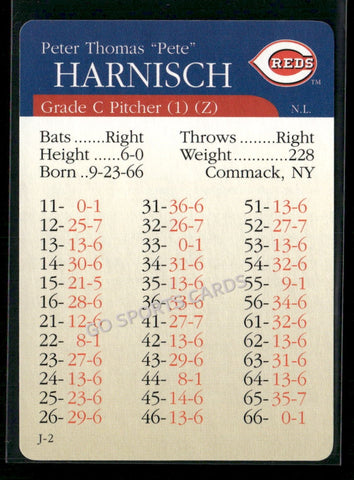 Peter Thomas "Pete"
HARNISCH
REDS
TM
Grade C Pitcher (1) (Z)
N.L.
Bats .......Right Throws .......Right
Height ......6-0 Weight ...........228
Born ..9-23-66 Commack, NY
11- 0-1 31-36-6 51-13-6
12-25-7 32-26-7 52-27-7
13-13-6 33- 0-1 53-13-6
14-30-6 34-31-6 54-32-6
15-21-5 35-13-6 55- 9-1
16-28-6 36-13-6 56-34-6
21-12-6 41-27-7 61-13-6
22- 8-1 42-13-6 62-32-6
23-13-6 43-29-6 63-31-6
24-13-6 44- 8-1 64-32-6
25-23-6 45-14-6 65-35-7
26-29-6 46-13-6 66- 0-1
GO SPORTS CARDS
J-2